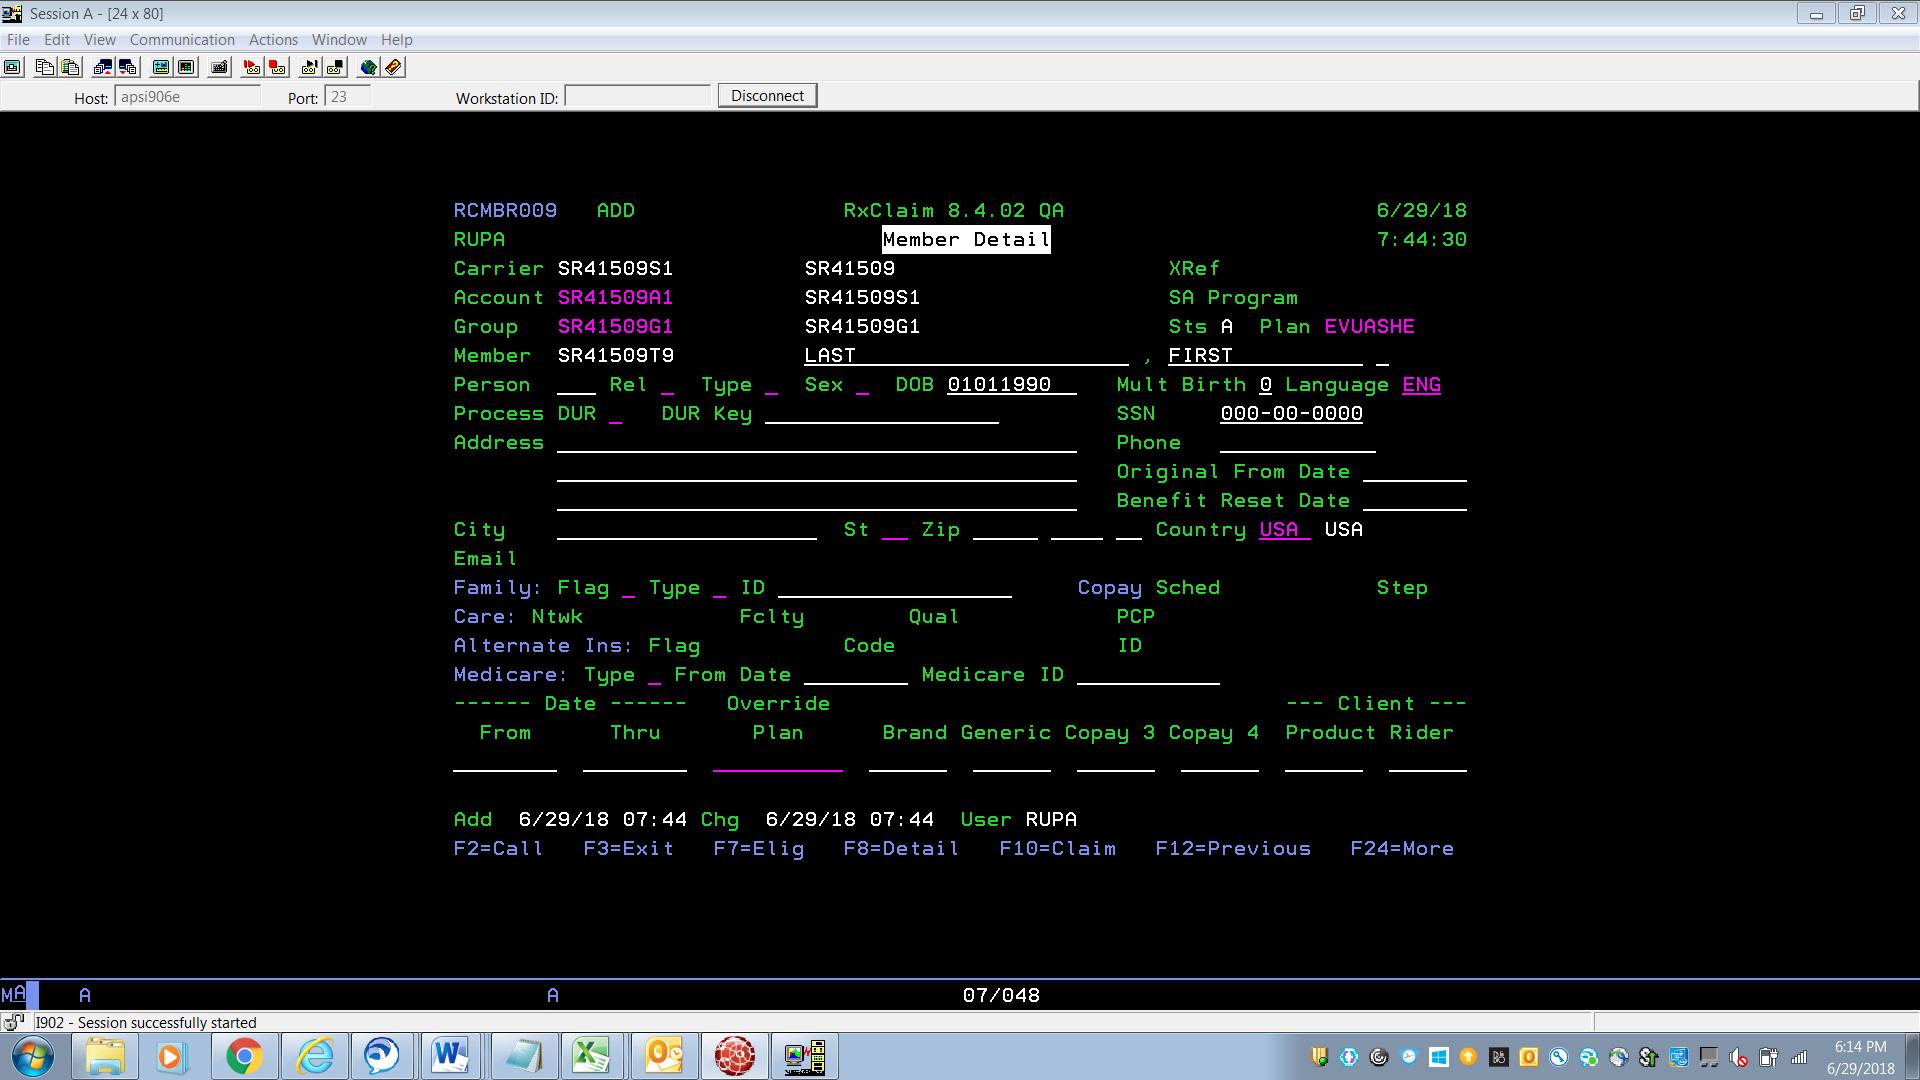 Session A - [24 x 80]
File Edit View Communication Actions Window Help
Host: apsi906e Port: 23 Workstation ID: Disconnect
RCMBR009 ADD RxClaim 8.4.02 QA 6/29/18
RUPA Member Detail 7:44:30
Carrier SR41509S1 SR41509 XRef
Account SR41509A1 SR41509S1 SA Program
Group SR41509G1 SR41509G1 Sts A Plan EVUASHE
Member SR41509T9 LAST , FIRST
Person Rel Type Sex DOB 01011990 Mult Birth 0 Language ENG
Process DUR DUR Key SSN 000-00-0000
Address Phone
Original From Date
Benefit Reset Date
City St Zip Country USA USA
Email
Family: Flag Type ID Copay Sched Step
Care: Ntwk Fclty Qual PCP
Alternate Ins: Flag Code ID
Medicare: Type From Date Medicare ID
------ Date ------ Override --- Client ---
From Thru Plan Brand Generic Copay 3 Copay 4 Product Rider
Add 6/29/18 07:44 Chg 6/29/18 07:44 User RUPA
F2=Call F3=Exit F7=Elig F8=Detail F10=Claim F12=Previous F24=More
MA A A 07/048
I902 - Session successfully started
6:14 PM
6/29/2018